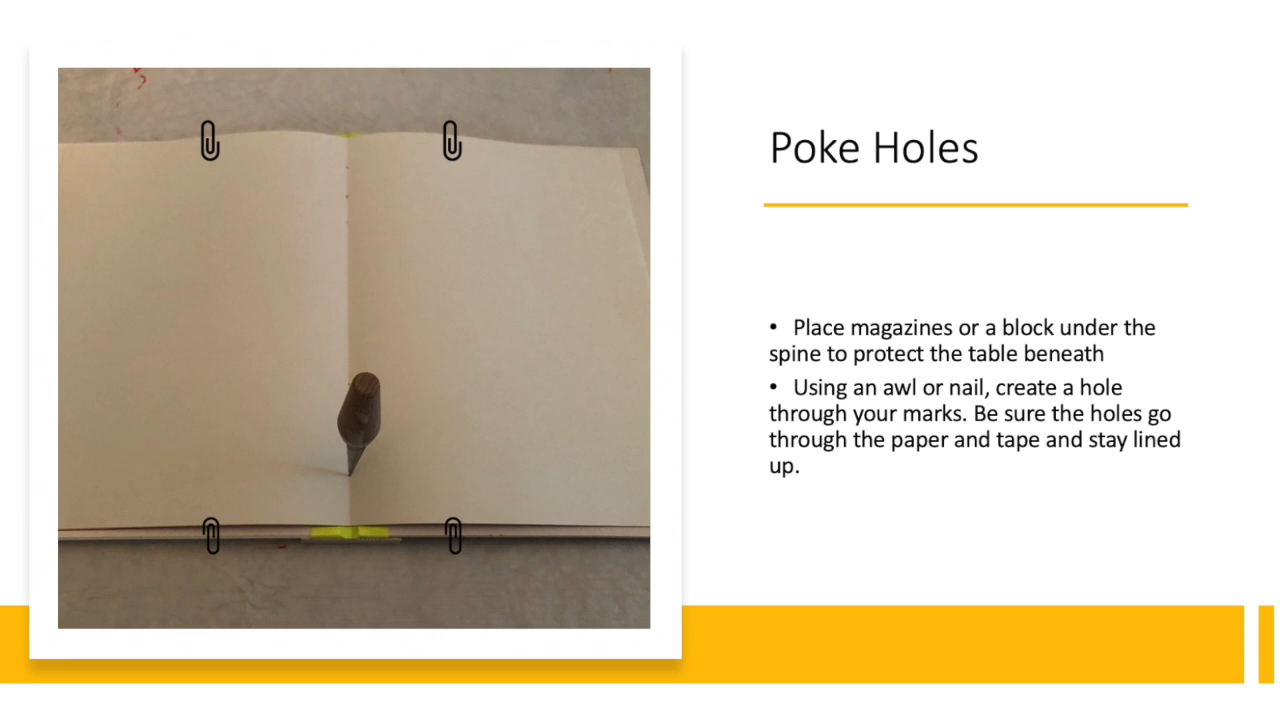 Poke Holes
• Place magazines or a block under the
spine to protect the table beneath
• Using an awl or nail, create a hole
through your marks. Be sure the holes go
through the paper and tape and stay lined
up.